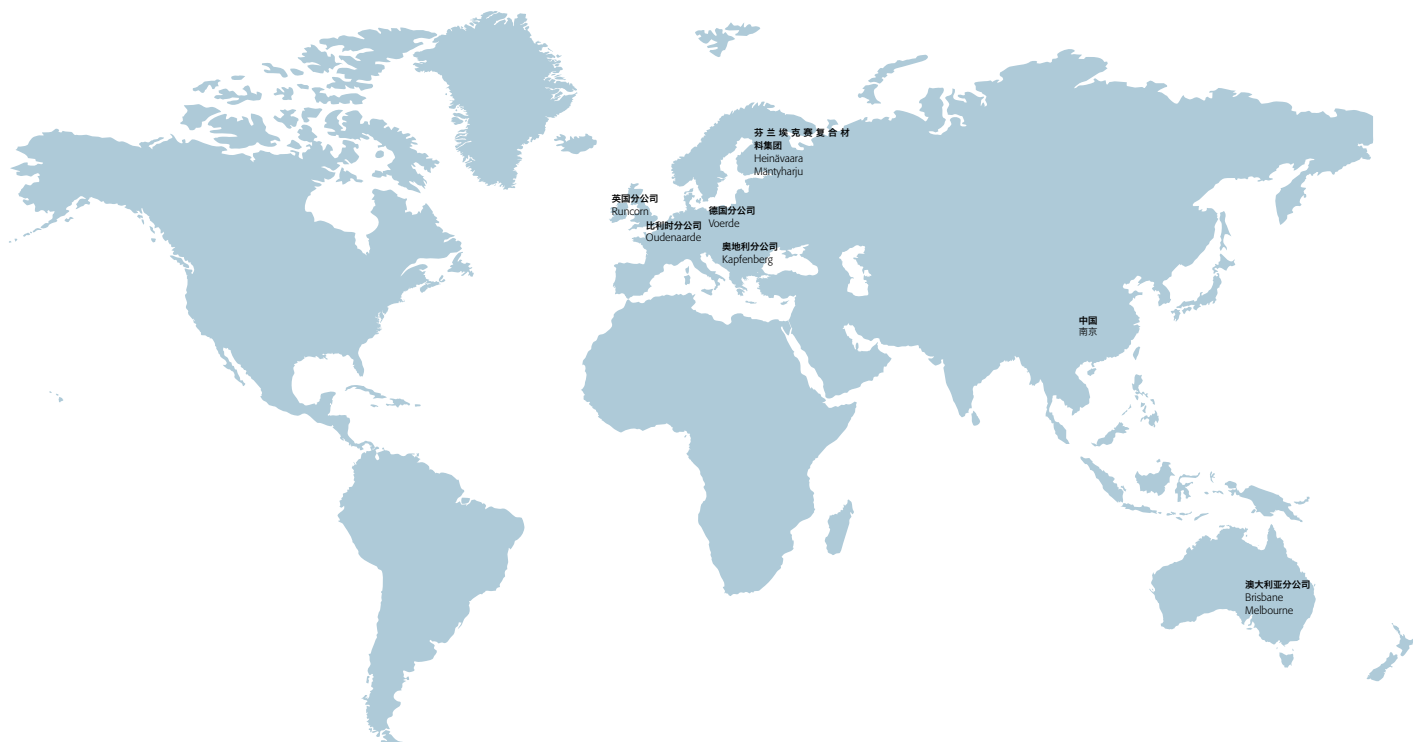 芬兰埃克赛复合材
料集团
Heinävaara
Mäntyharju
英国分公司
Runcorn
德国分公司
Voerde
比利时分公司
Oudenaarde
奥地利分公司
Kapfenberg
中国
南京
澳大利亚分公司
Brisbane
Melbourne